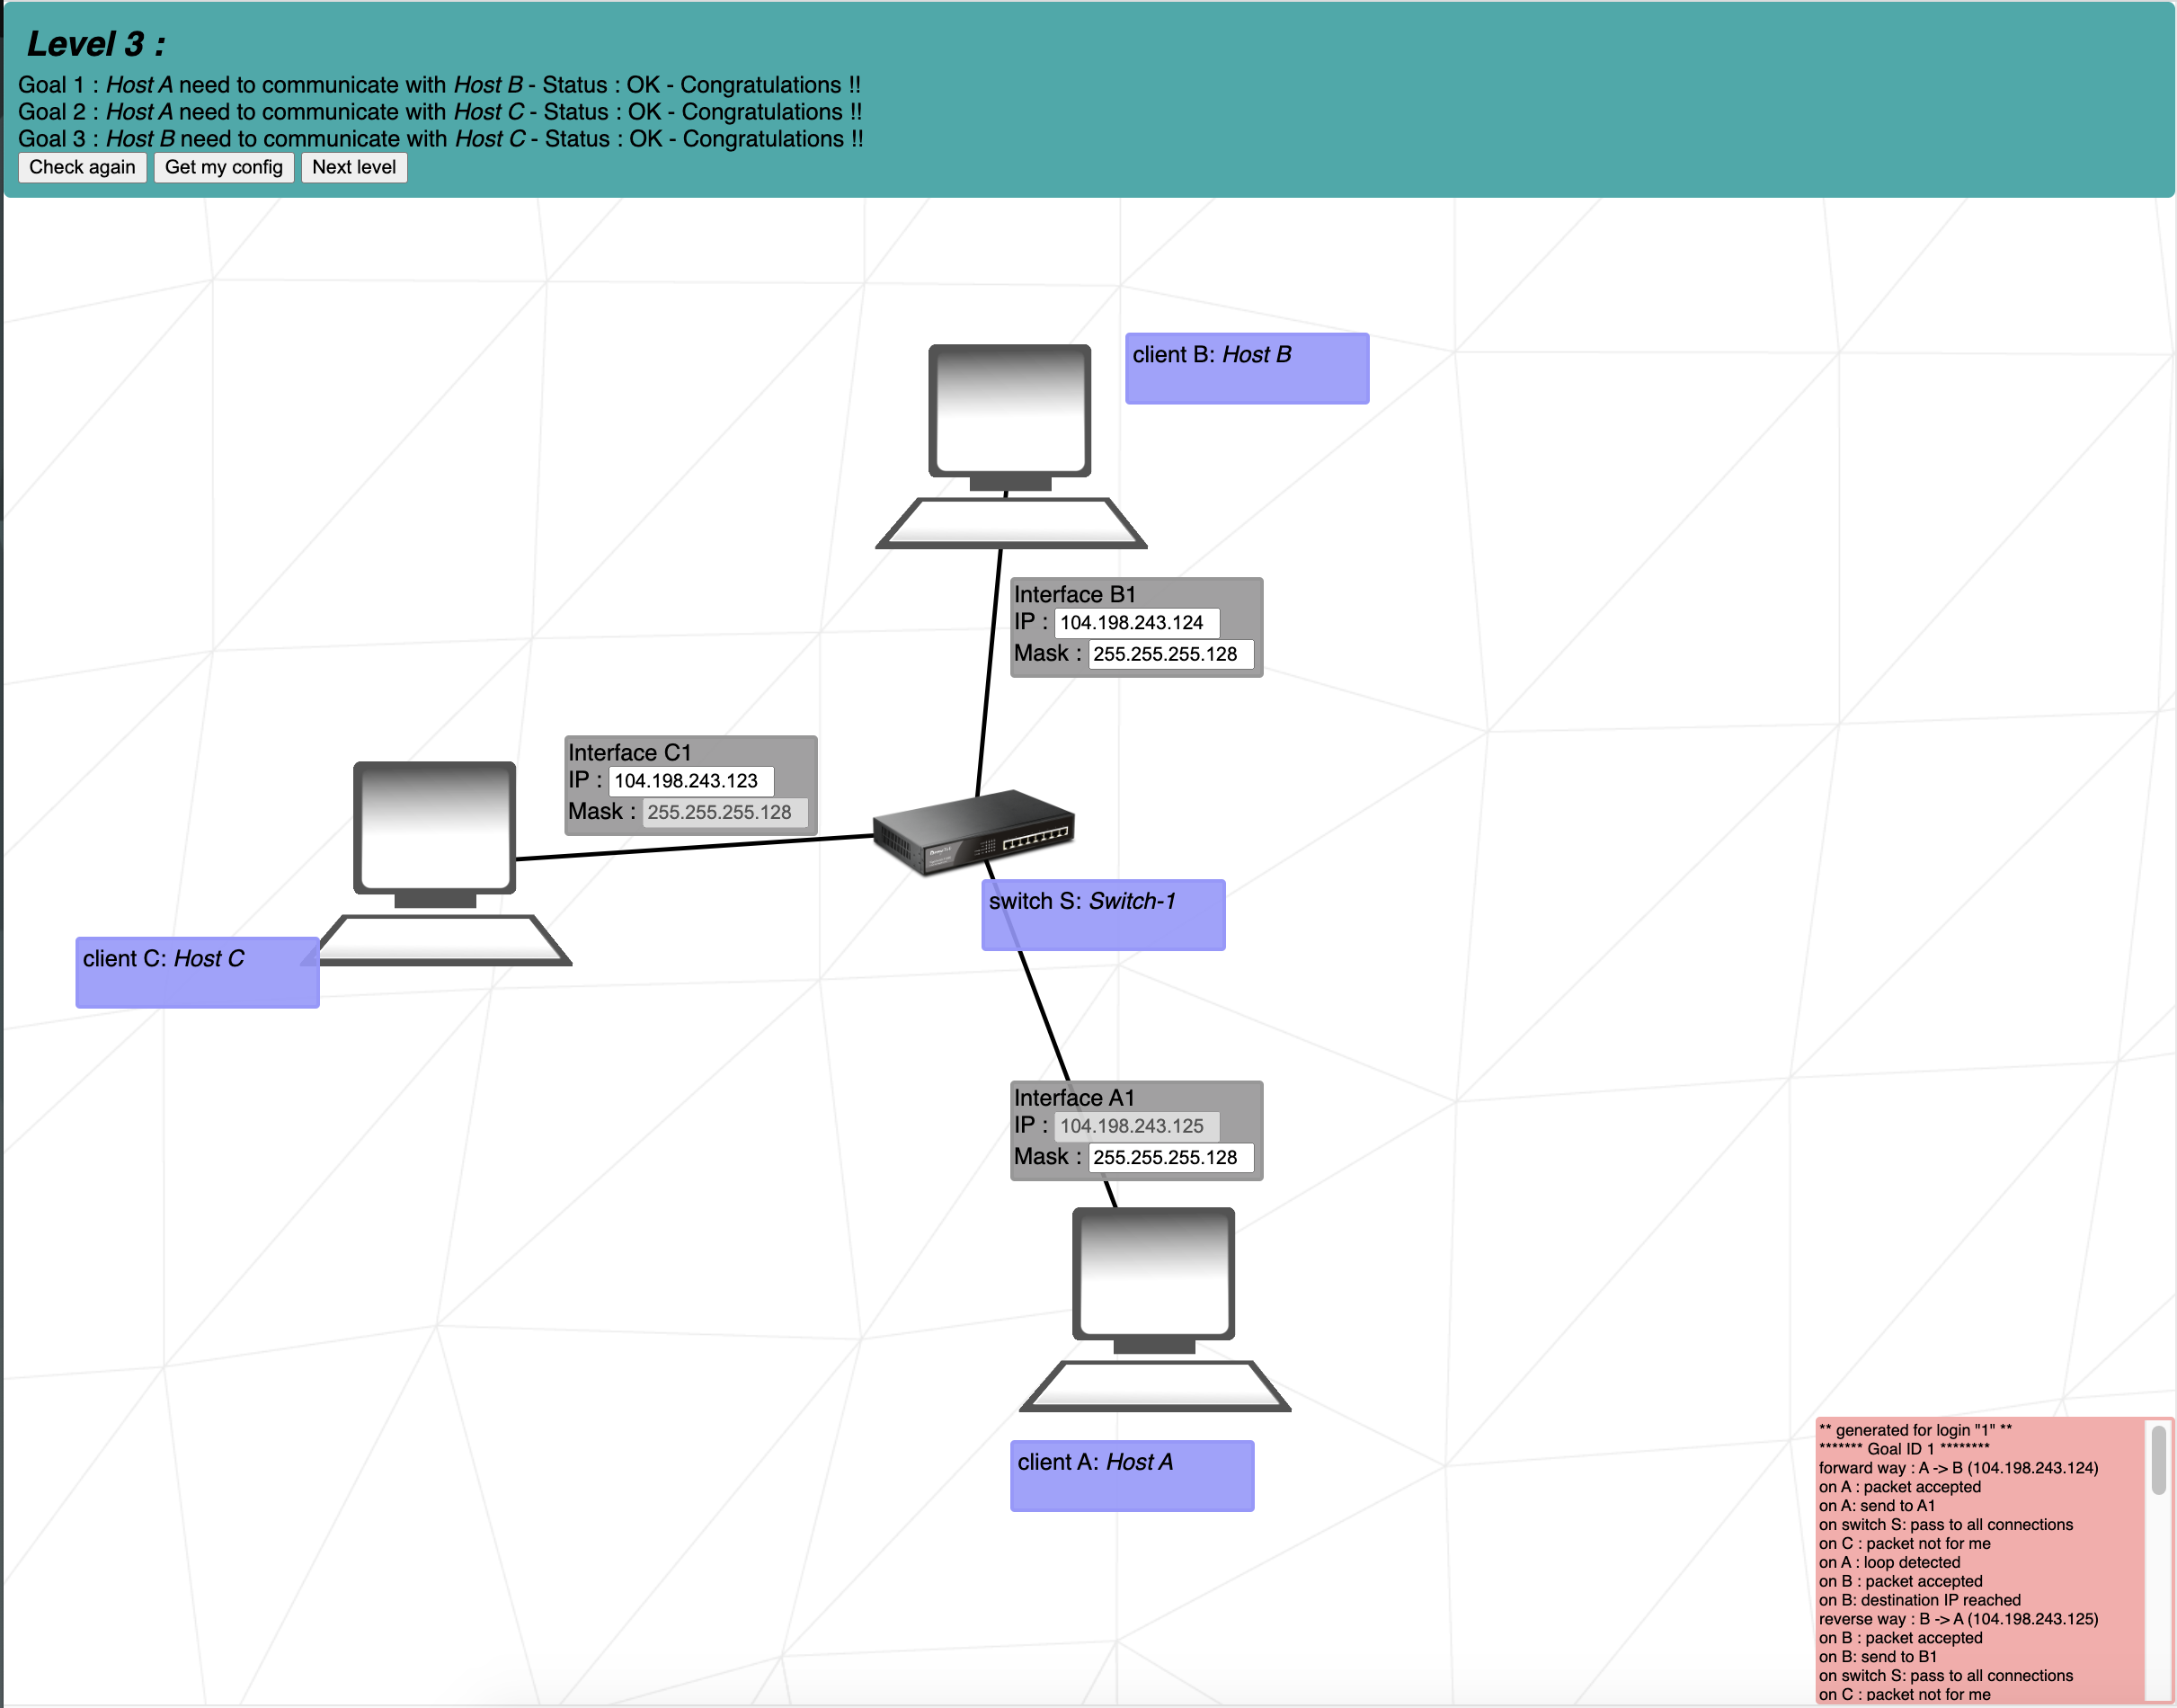 Level 3 :
Goal 1 : Host A need to communicate with Host B - Status : OK - Congratulations !!
Goal 2 : Host A need to communicate with Host C - Status : OK - Congratulations !!
Goal 3 : Host B need to communicate with Host C - Status : OK - Congratulations !!
Check again Get my config Next level
client B: Host B
Interface B1
IP : 104.198.243.124
Mask : 255.255.255.128
Interface C1
IP : 104.198.243.123
Mask : 255.255.255.128
switch S: Switch-1
client C: Host C
Interface A1
IP : 104.198.243.125
Mask : 255.255.255.128
client A: Host A
** generated for login "1" **
******* Goal ID 1 ********
forward way : A -> B (104.198.243.124)
on A : packet accepted
on A: send to A1
on switch S: pass to all connections
on C : packet not for me
on A : loop detected
on B : packet accepted
on B: destination IP reached
reverse way : B -> A (104.198.243.125)
on B : packet accepted
on B: send to B1
on switch S: pass to all connections
on C : packet not for me